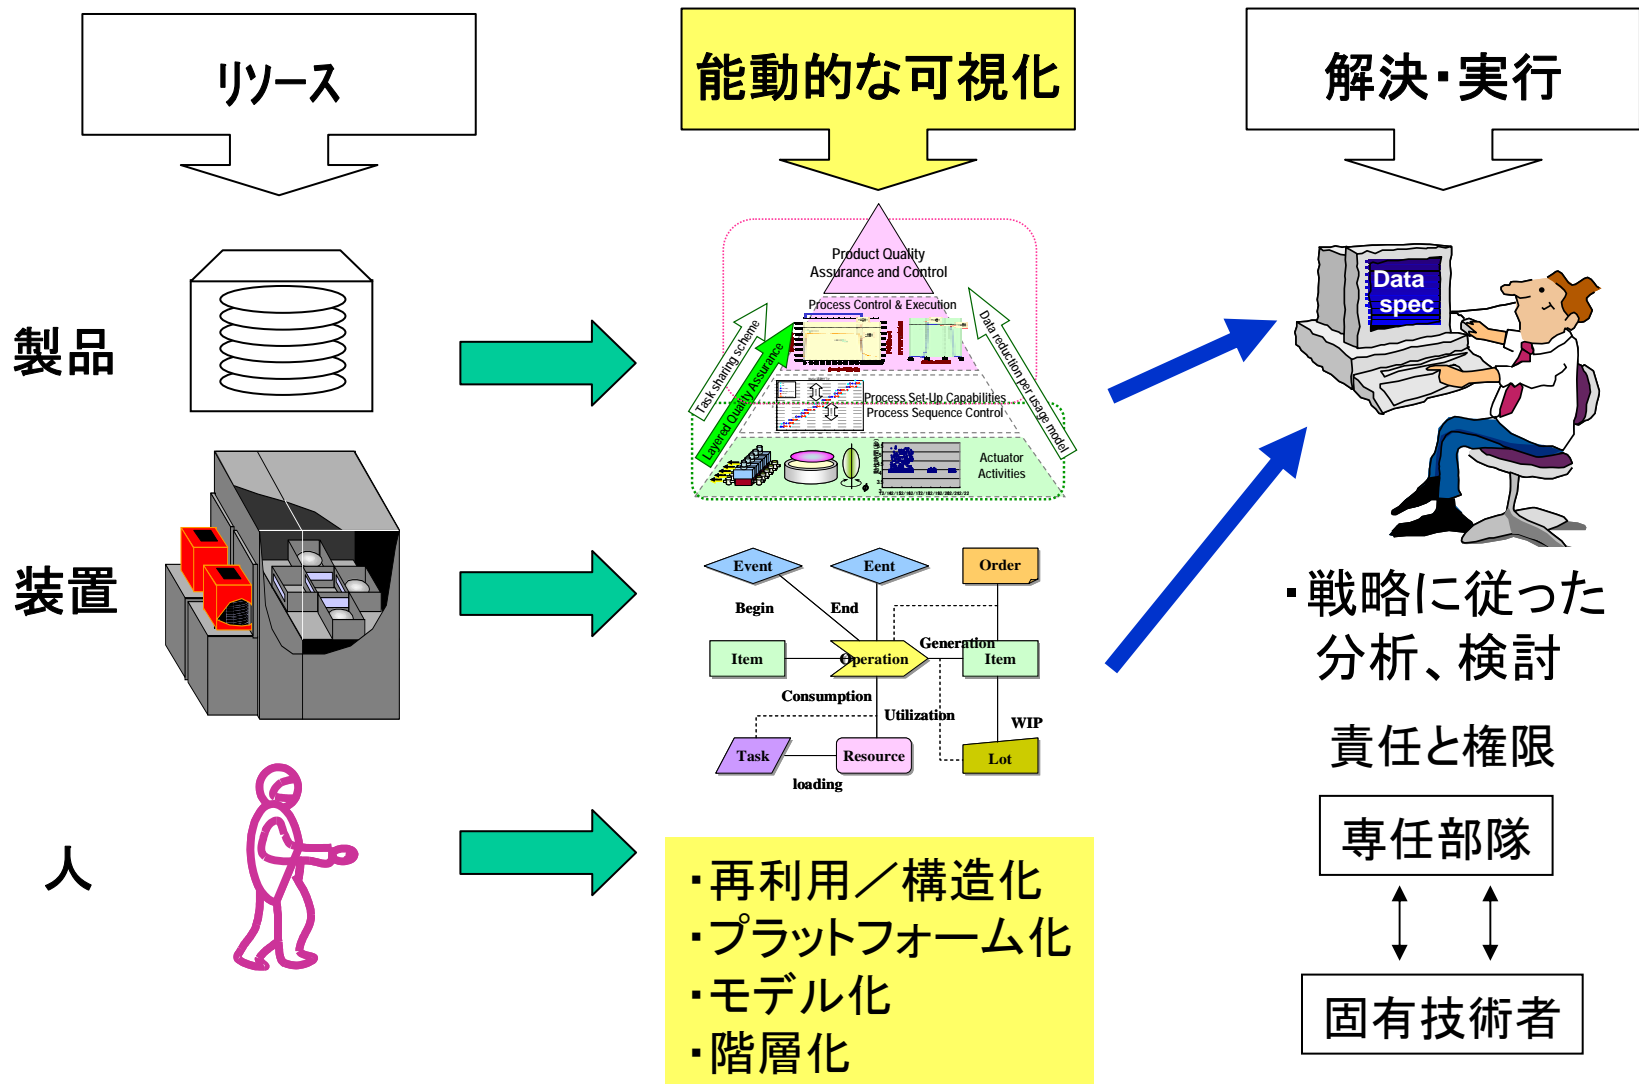 リソース
能動的な可視化
解決・実行
製品
装置
人
Product Quality
Assurance and Control
Process Control & Execution
Task sharing scheme
Layered Quality Assurance
Data reduction per usage model
Process Set-Up Capabilities
Process Sequence Control
Actuator
Activities
Event
Eent
Order
Begin
End
Generation
Item
Operation
Item
Consumption
Utilization
WIP
Task
Resource
Lot
loading
・再利用／構造化
・プラットフォーム化
・モデル化
・階層化
Data
spec
・戦略に従った
分析、検討
責任と権限
専任部隊
固有技術者